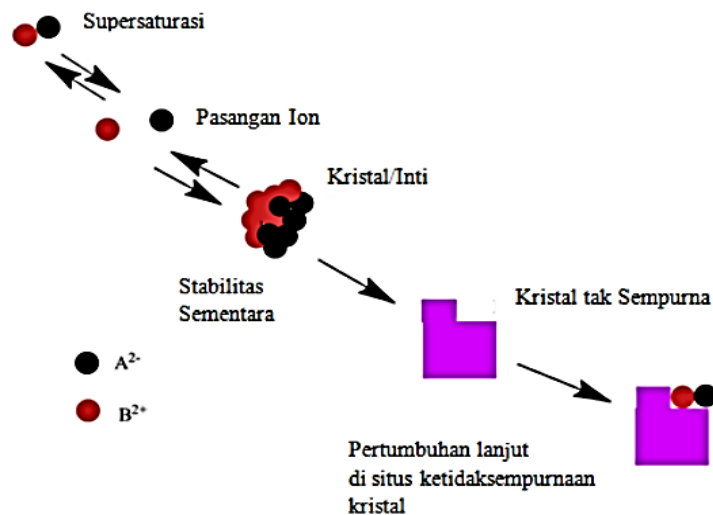 Supersaturasi
Pasangan Ion
Kristal/Inti
Stabilitas
Sementara
Kristal tak Sempurna
A²⁻
B²⁺
Pertumbuhan lanjut
di situs ketidaksempurnaan
kristal